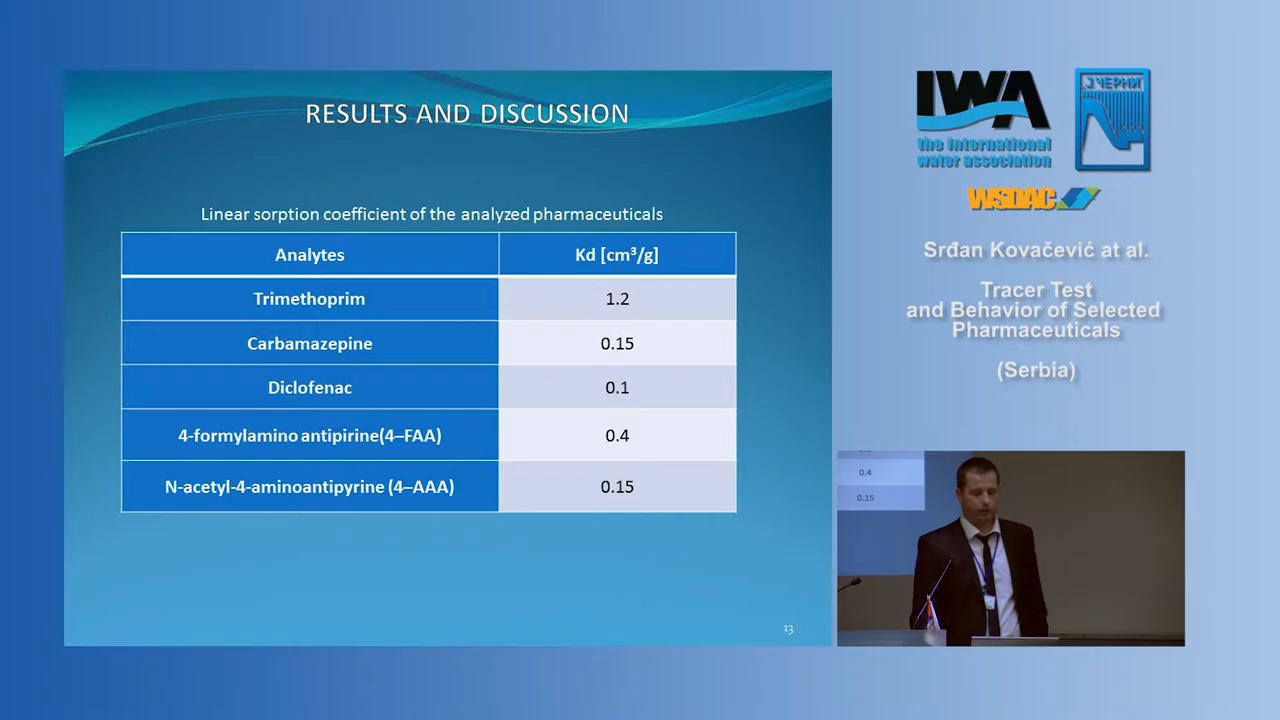 RESULTS AND DISCUSSION
Linear sorption coefficient of the analyzed pharmaceuticals
Analytes
Kd [cm³/g]
Trimethoprim
1.2
Carbamazepine
0.15
Diclofenac
0.1
4-formylamino antipirine(4–FAA)
0.4
N-acetyl-4-aminoantipyrine (4–AAA)
0.15
13
IWA
the international
water association
Ј.ЧЕРНИ
WSDAC
Srđan Kovačević at al.
Tracer Test
and Behavior of Selected
Pharmaceuticals
(Serbia)
0.4
0.15